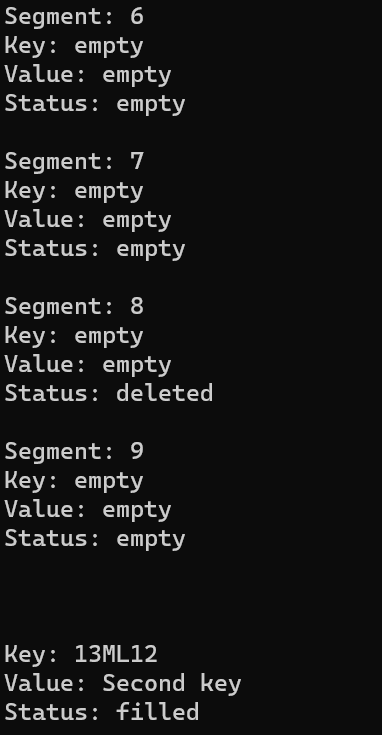 Segment: 6
Key: empty
Value: empty
Status: empty
Segment: 7
Key: empty
Value: empty
Status: empty
Segment: 8
Key: empty
Value: empty
Status: deleted
Segment: 9
Key: empty
Value: empty
Status: empty
Key: 13ML12
Value: Second key
Status: filled